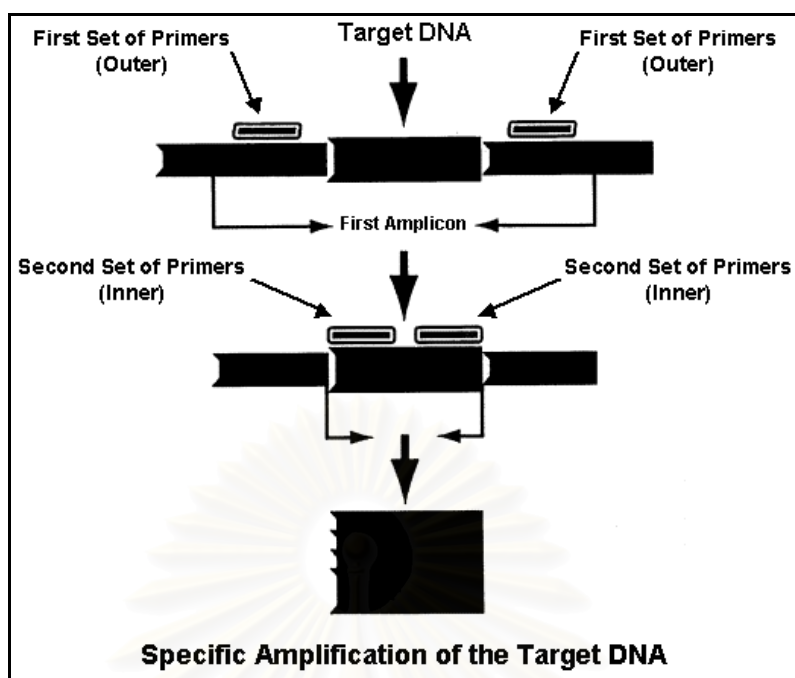 First Set of Primers
(Outer)
Target DNA
First Set of Primers
(Outer)
First Amplicon
Second Set of Primers
(Inner)
Second Set of Primers
(Inner)
Specific Amplification of the Target DNA